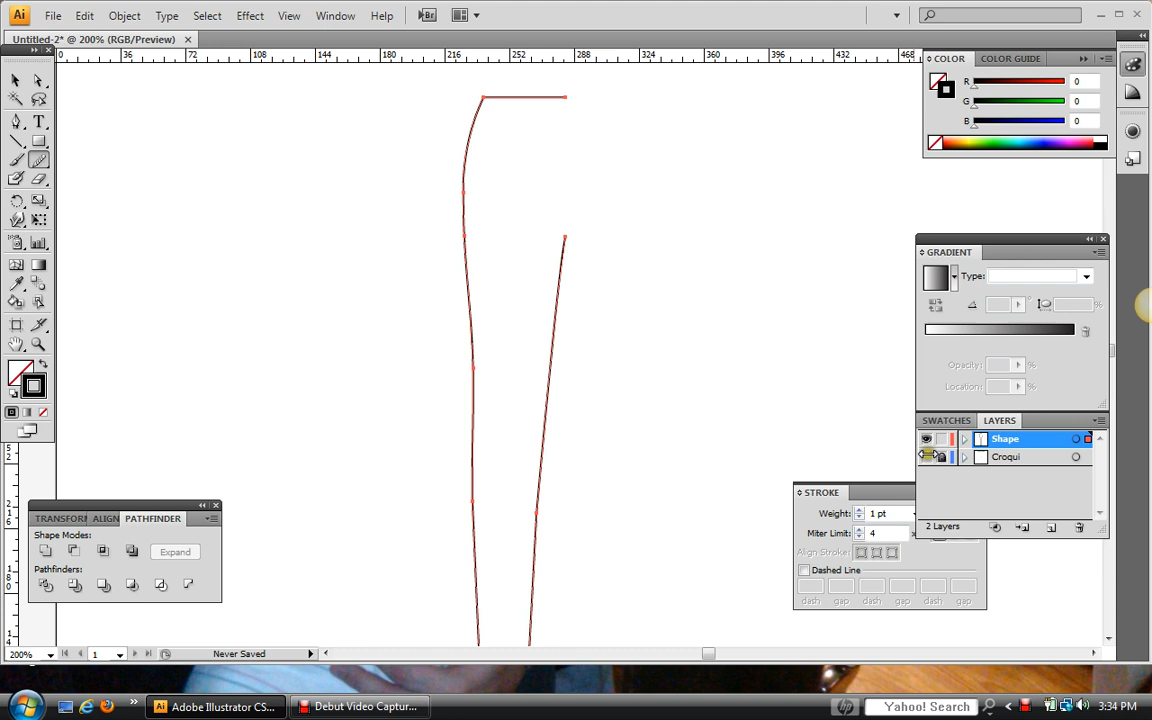 Ai File Edit Object Type Select Effect View Window Help Br
Untitled-2* @ 200% (RGB/Preview) ×
0 36 72 108 144 180 216 252 288 324 360 396 432 468
COLOR COLOR GUIDE
R 0
G 0
B 0
GRADIENT
Type:
%
Opacity: %
Location: %
SWATCHES LAYERS
Shape
Croqui
2 Layers
STROKE
Weight: 1 pt
Miter Limit: 4
Align Stroke:
Dashed Line
dash gap dash gap dash gap
TRANSFORM ALIGN PATHFINDER
Shape Modes:
Expand
Pathfinders:
200% 1 Never Saved
Adobe Illustrator CS... Debut Video Captur... Yahoo! Search 3:34 PM